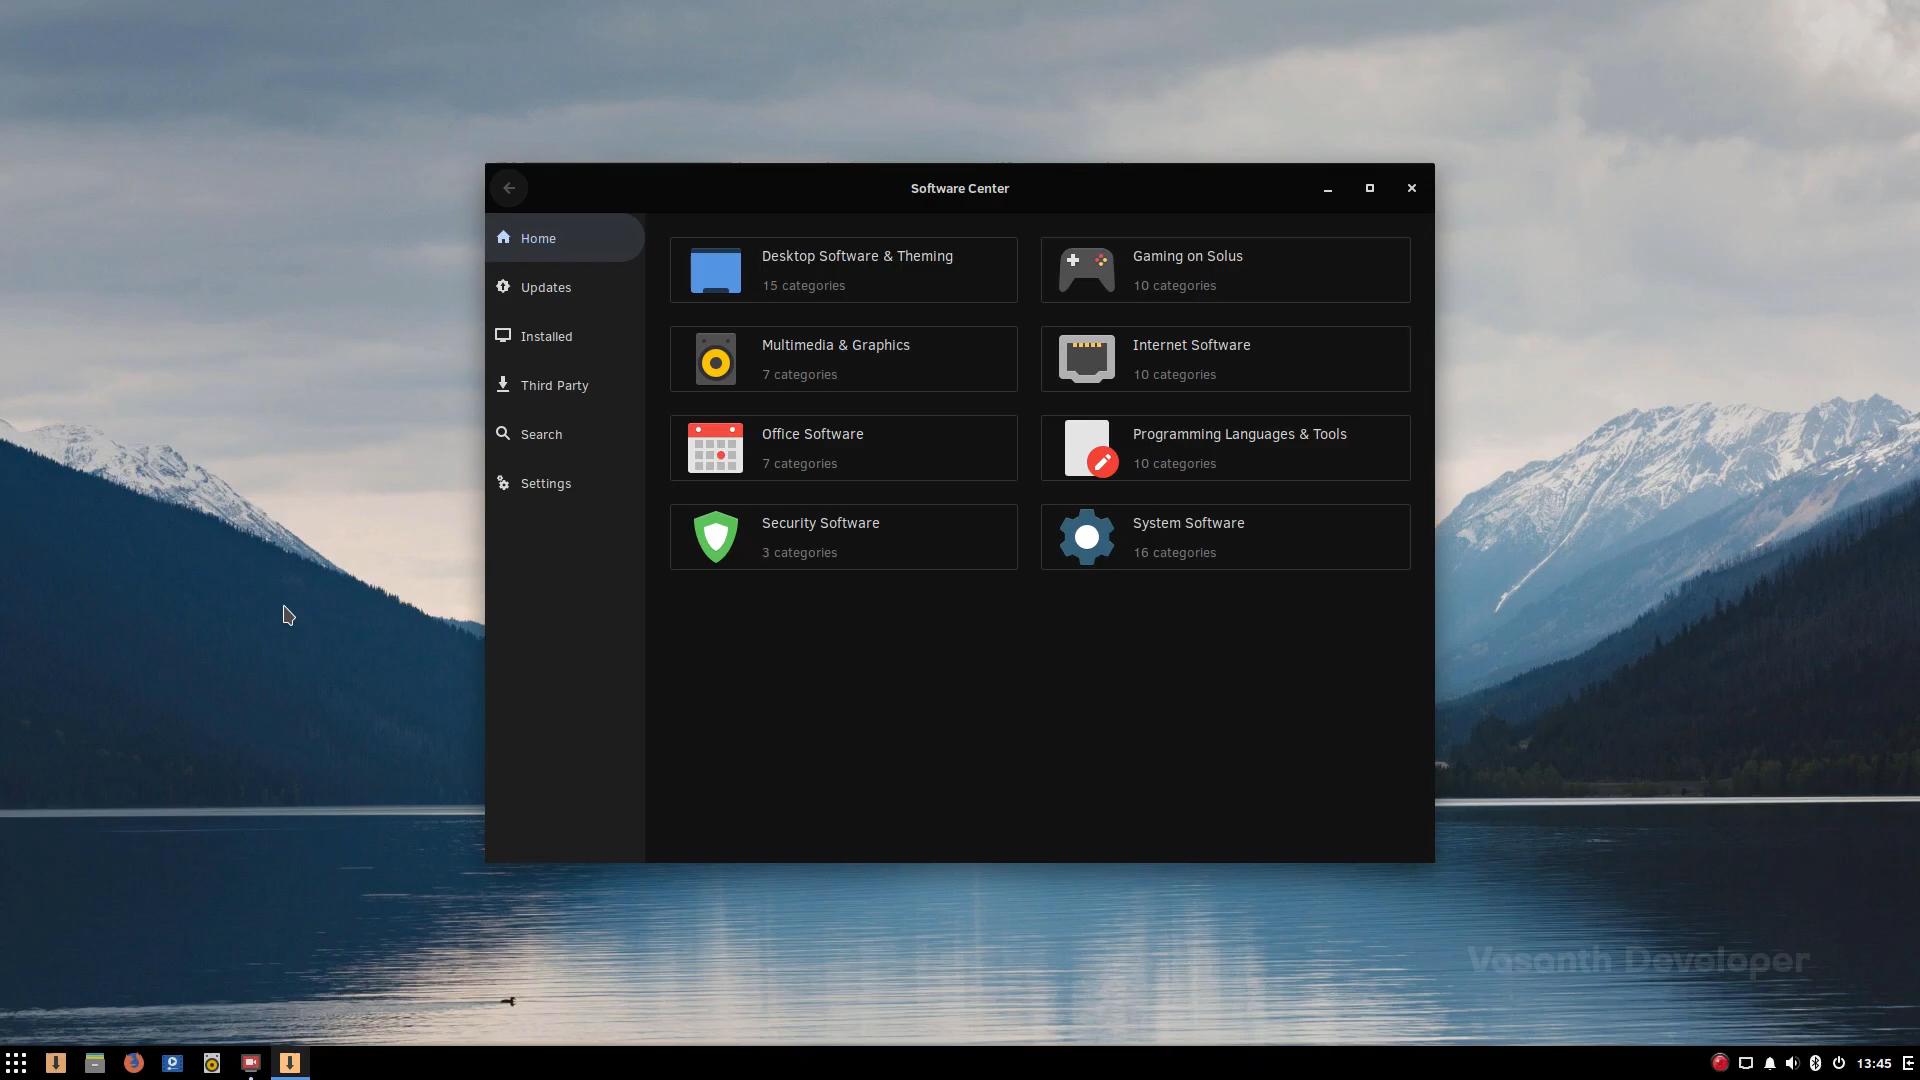 Software Center
Home
Updates
Installed
Third Party
Search
Settings
Desktop Software & Theming
15 categories
Gaming on Solus
10 categories
Multimedia & Graphics
7 categories
Internet Software
10 categories
Office Software
7 categories
Programming Languages & Tools
10 categories
Security Software
3 categories
System Software
16 categories
Vasanth Developer
13:45